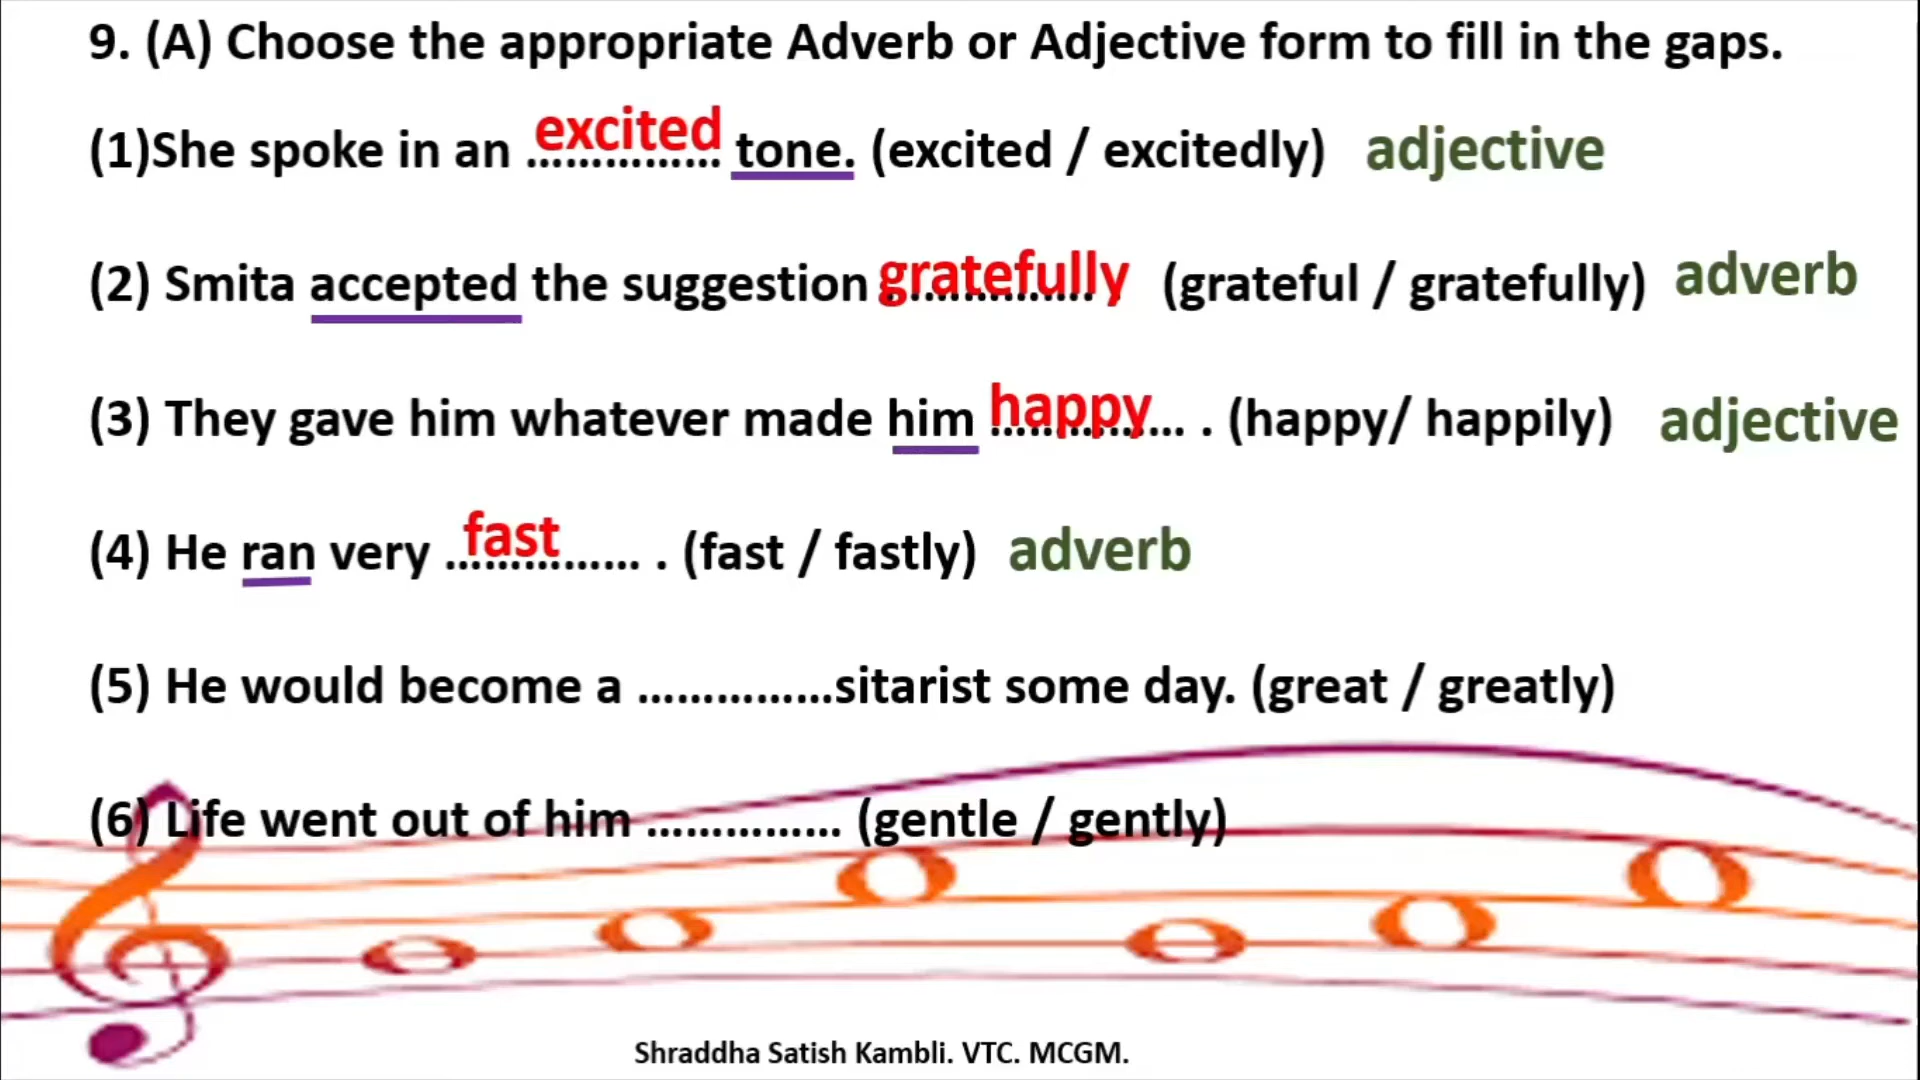 9. (A) Choose the appropriate Adverb or Adjective form to fill in the gaps.
(1)She spoke in an excited tone. (excited / excitedly) adjective
(2) Smita accepted the suggestion gratefully (grateful / gratefully) adverb
(3) They gave him whatever made him happy ……………… . (happy/ happily) adjective
(4) He ran very fast …………… . (fast / fastly) adverb
(5) He would become a ……………sitarist some day. (great / greatly)
(6) Life went out of him …………… (gentle / gently)
Shraddha Satish Kambli. VTC. MCGM.